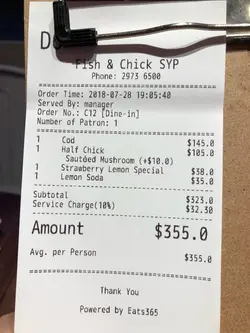 Do
Fish & Chick SYP
Phone: 2973 6500
Order Time: 2018-07-28 19:05:40
Served By: manager
Order No.: C12 [Dine-in]
Number of Patron: 1
1 Cod $145.0
1 Half Chick $105.0
Sautéed Mushroom (+$10.0)
1 Strawberry Lemon Special $38.0
1 Lemon Soda $35.0
Subtotal $323.0
Service Charge(10%) $32.30
Amount $355.0
Avg. per Person $355.0
Thank You
Powered by Eats365